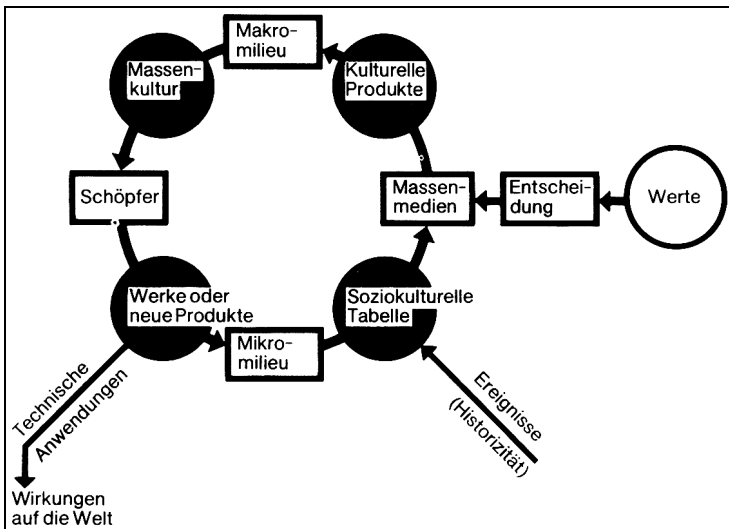 Makro-
milieu
Massen-
kultur
Kulturelle
Produkte
Schöpfer
Massen-
medien
Entschei-
dung
Werte
Werke oder
neue Produkte
Soziokulturelle
Tabelle
Mikro-
milieu
Technische
Anwendungen
Ereignisse
(Historizität)
Wirkungen
auf die Welt